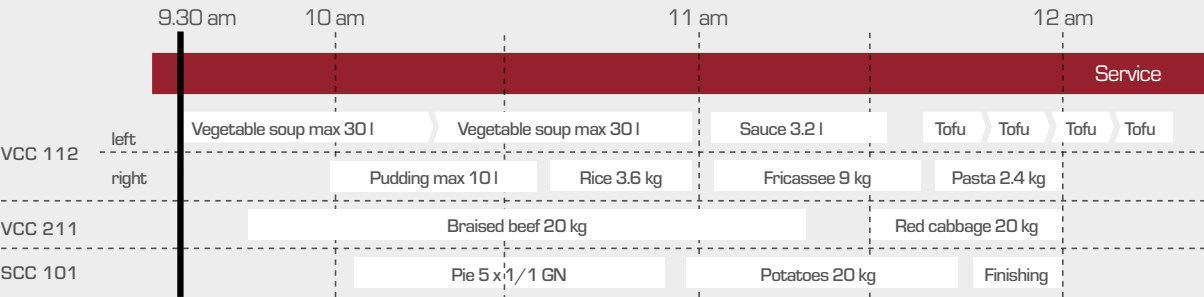 9.30 am 10 am 11 am 12 am
Service
VCC 112
left Vegetable soup max 30 l Vegetable soup max 30 l Sauce 3.2 l Tofu Tofu Tofu Tofu
right Pudding max 10 l Rice 3.6 kg Fricassee 9 kg Pasta 2.4 kg
VCC 211 Braised beef 20 kg Red cabbage 20 kg
SCC 101 Pie 5 x 1/1 GN Potatoes 20 kg Finishing